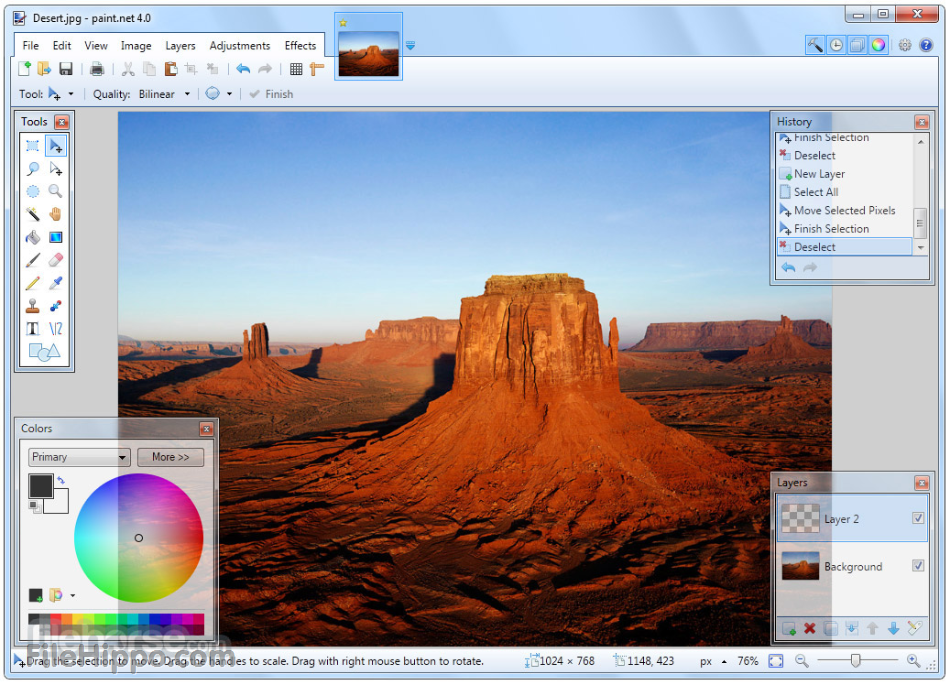 Desert.jpg - paint.net 4.0
File Edit View Image Layers Adjustments Effects
Tool: Quality: Bilinear Finish
Tools
History
Finish Selection
Deselect
New Layer
Select All
Move Selected Pixels
Finish Selection
Deselect
Colors
Primary More >>
Layers
Layer 2
Background
FileHippo.com
Drag the selection to move. Drag the handles to scale. Drag with right mouse button to rotate. 1024 × 768 1148, 423 px 76%